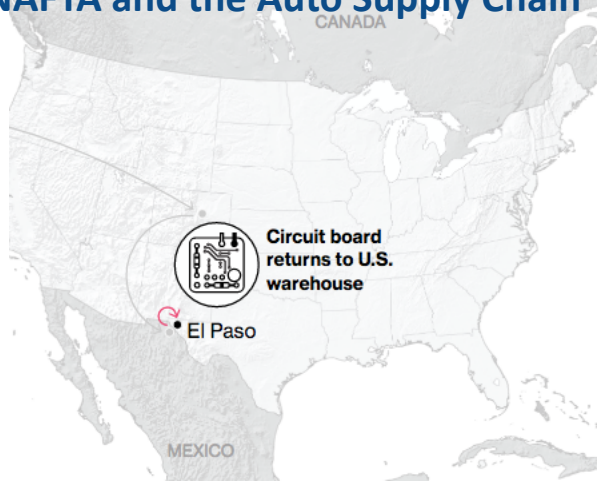 NAFTA and the Auto Supply Chain
CANADA
Circuit board
returns to U.S.
warehouse
El Paso
MEXICO